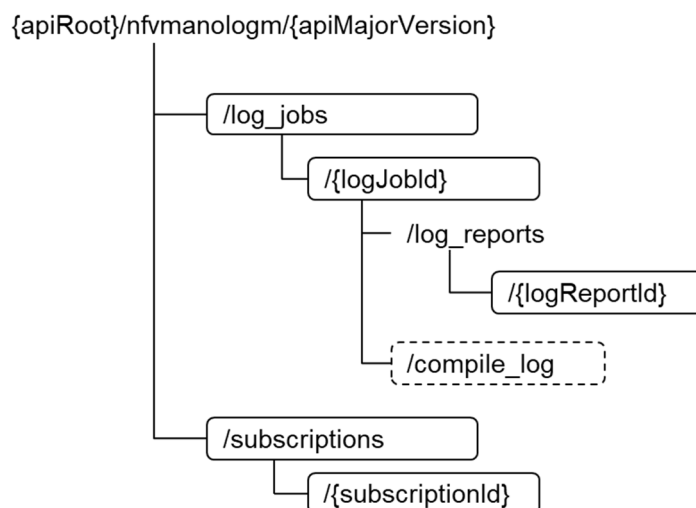 {apiRoot}/nfvmanologm/{apiMajorVersion}
/log_jobs
/{logJobId}
/log_reports
/{logReportId}
/compile_log
/subscriptions
/{subscriptionId}